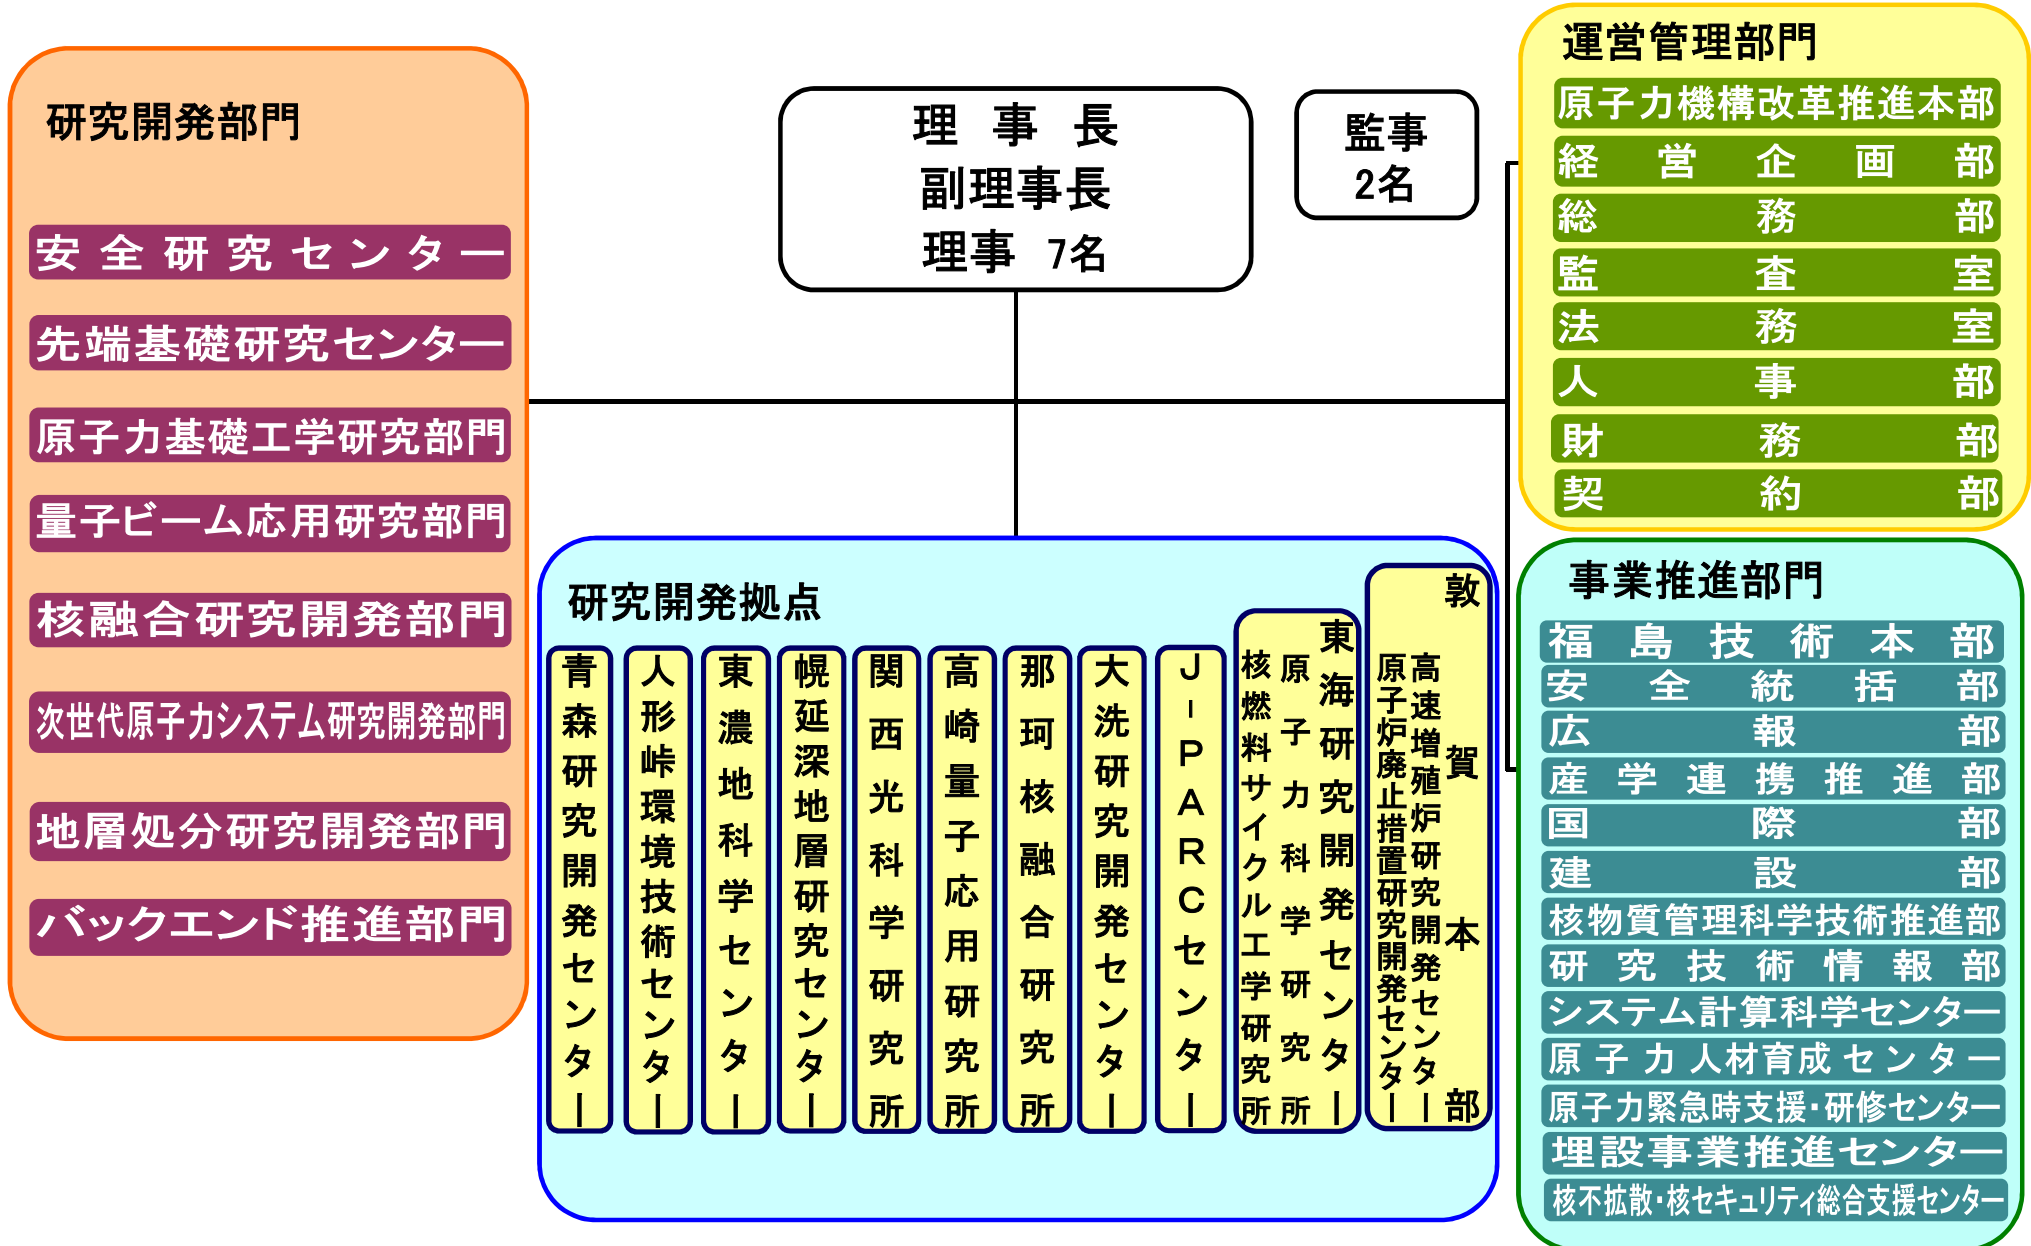 研究開発部門
安全研究センター
先端基礎研究センター
原子力基礎工学研究部門
量子ビーム応用研究部門
核融合研究開発部門
次世代原子力システム研究開発部門
地層処分研究開発部門
バックエンド推進部門
理 事 長
副理事長
理事 7名
監事
2名
運営管理部門
原子力機構改革推進本部
経営企画部
総務部
監査室
法務室
人事部
財務部
契約部
研究開発拠点
青森研究開発センター
人形峠環境技術センター
東濃地科学センター
幌延深地層研究センター
関西光科学研究所
高崎量子応用研究所
那珂核融合研究所
大洗研究開発センター
J-PARCセンター
東海研究開発センター
原子力科学研究所
核燃料サイクル工学研究所
敦賀本部
高速増殖炉研究開発センター
原子炉廃止措置研究開発センター
事業推進部門
福島技術本部
安全統括部
広報部
産学連携推進部
国際部
建設部
核物質管理科学技術推進部
研究技術情報部
システム計算科学センター
原子力人材育成センター
原子力緊急時支援・研修センター
埋設事業推進センター
核不拡散・核セキュリティ総合支援センター